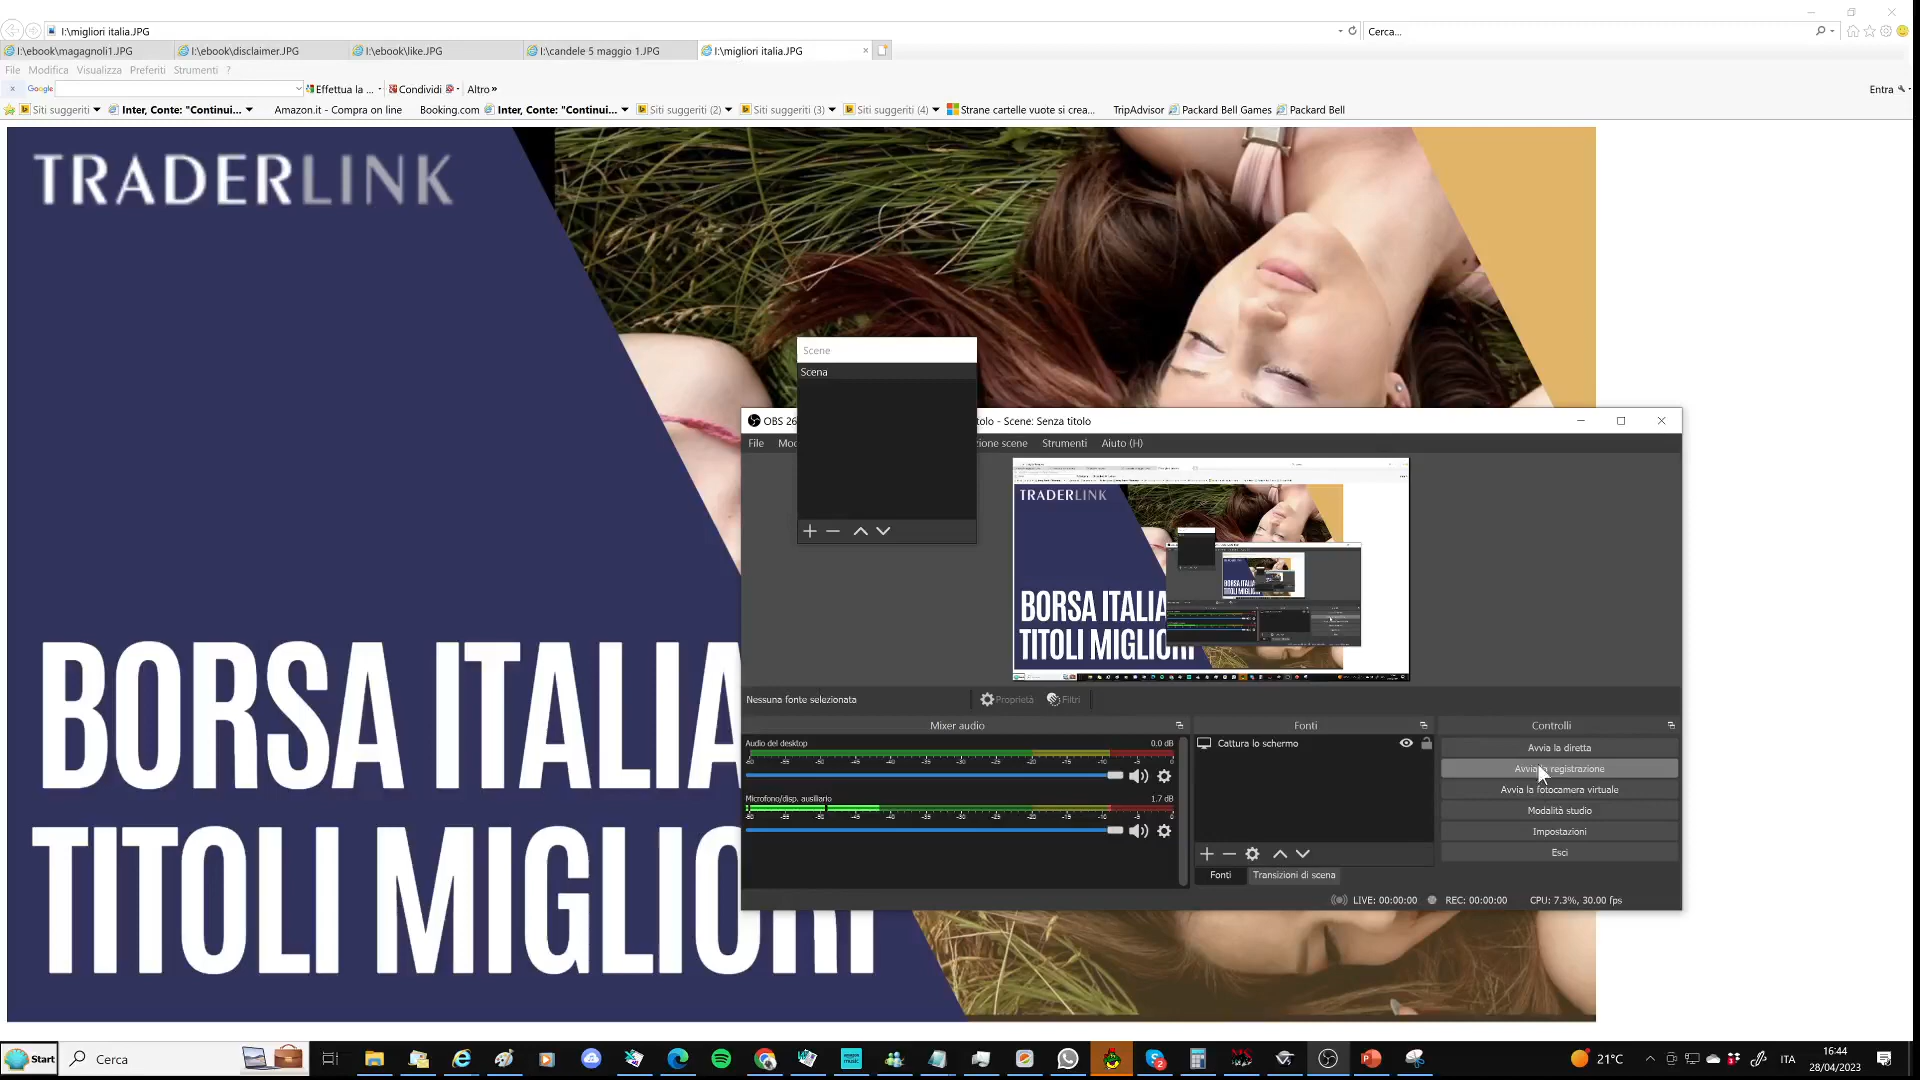 I:\migliori italia.JPG
Cerca...
I:\ebook\magagnoli1.JPG
I:\ebook\disclaimer.JPG
I:\ebook\like.JPG
I:\candele 5 maggio 1.JPG
I:\migliori italia.JPG
File Modifica Visualizza Preferiti Strumenti ?
Google
Effettua la ...
Condividi
Altro »
Entra
Siti suggeriti
Inter, Conte: "Continui...
Amazon.it - Compra on line
Booking.com
Inter, Conte: "Continui...
Siti suggeriti (2)
Siti suggeriti (3)
Siti suggeriti (4)
Strane cartelle vuote si crea...
TripAdvisor
Packard Bell Games
Packard Bell
TRADERLINK
Scene
Scena
OBS 26
tolo - Scene: Senza titolo
File
zione scene
Strumenti
Aiuto (H)
TRADERLINK
BORSA ITALIA
TITOLI MIGLIORI
BORSA ITALIA
TITOLI MIGLIORI
Nessuna fonte selezionata
Proprietà
Filtri
Mixer audio
Fonti
Controlli
Audio del desktop
0.0 dB
Microfono/disp. ausiliario
1.7 dB
Cattura lo schermo
Avvia la diretta
Avvia la registrazione
Avvia la fotocamera virtuale
Modalità studio
Impostazioni
Esci
Fonti
Transizioni di scena
LIVE: 00:00:00
REC: 00:00:00
CPU: 7.3%, 30.00 fps
Start
Cerca
21°C
ITA
16:44
28/04/2023